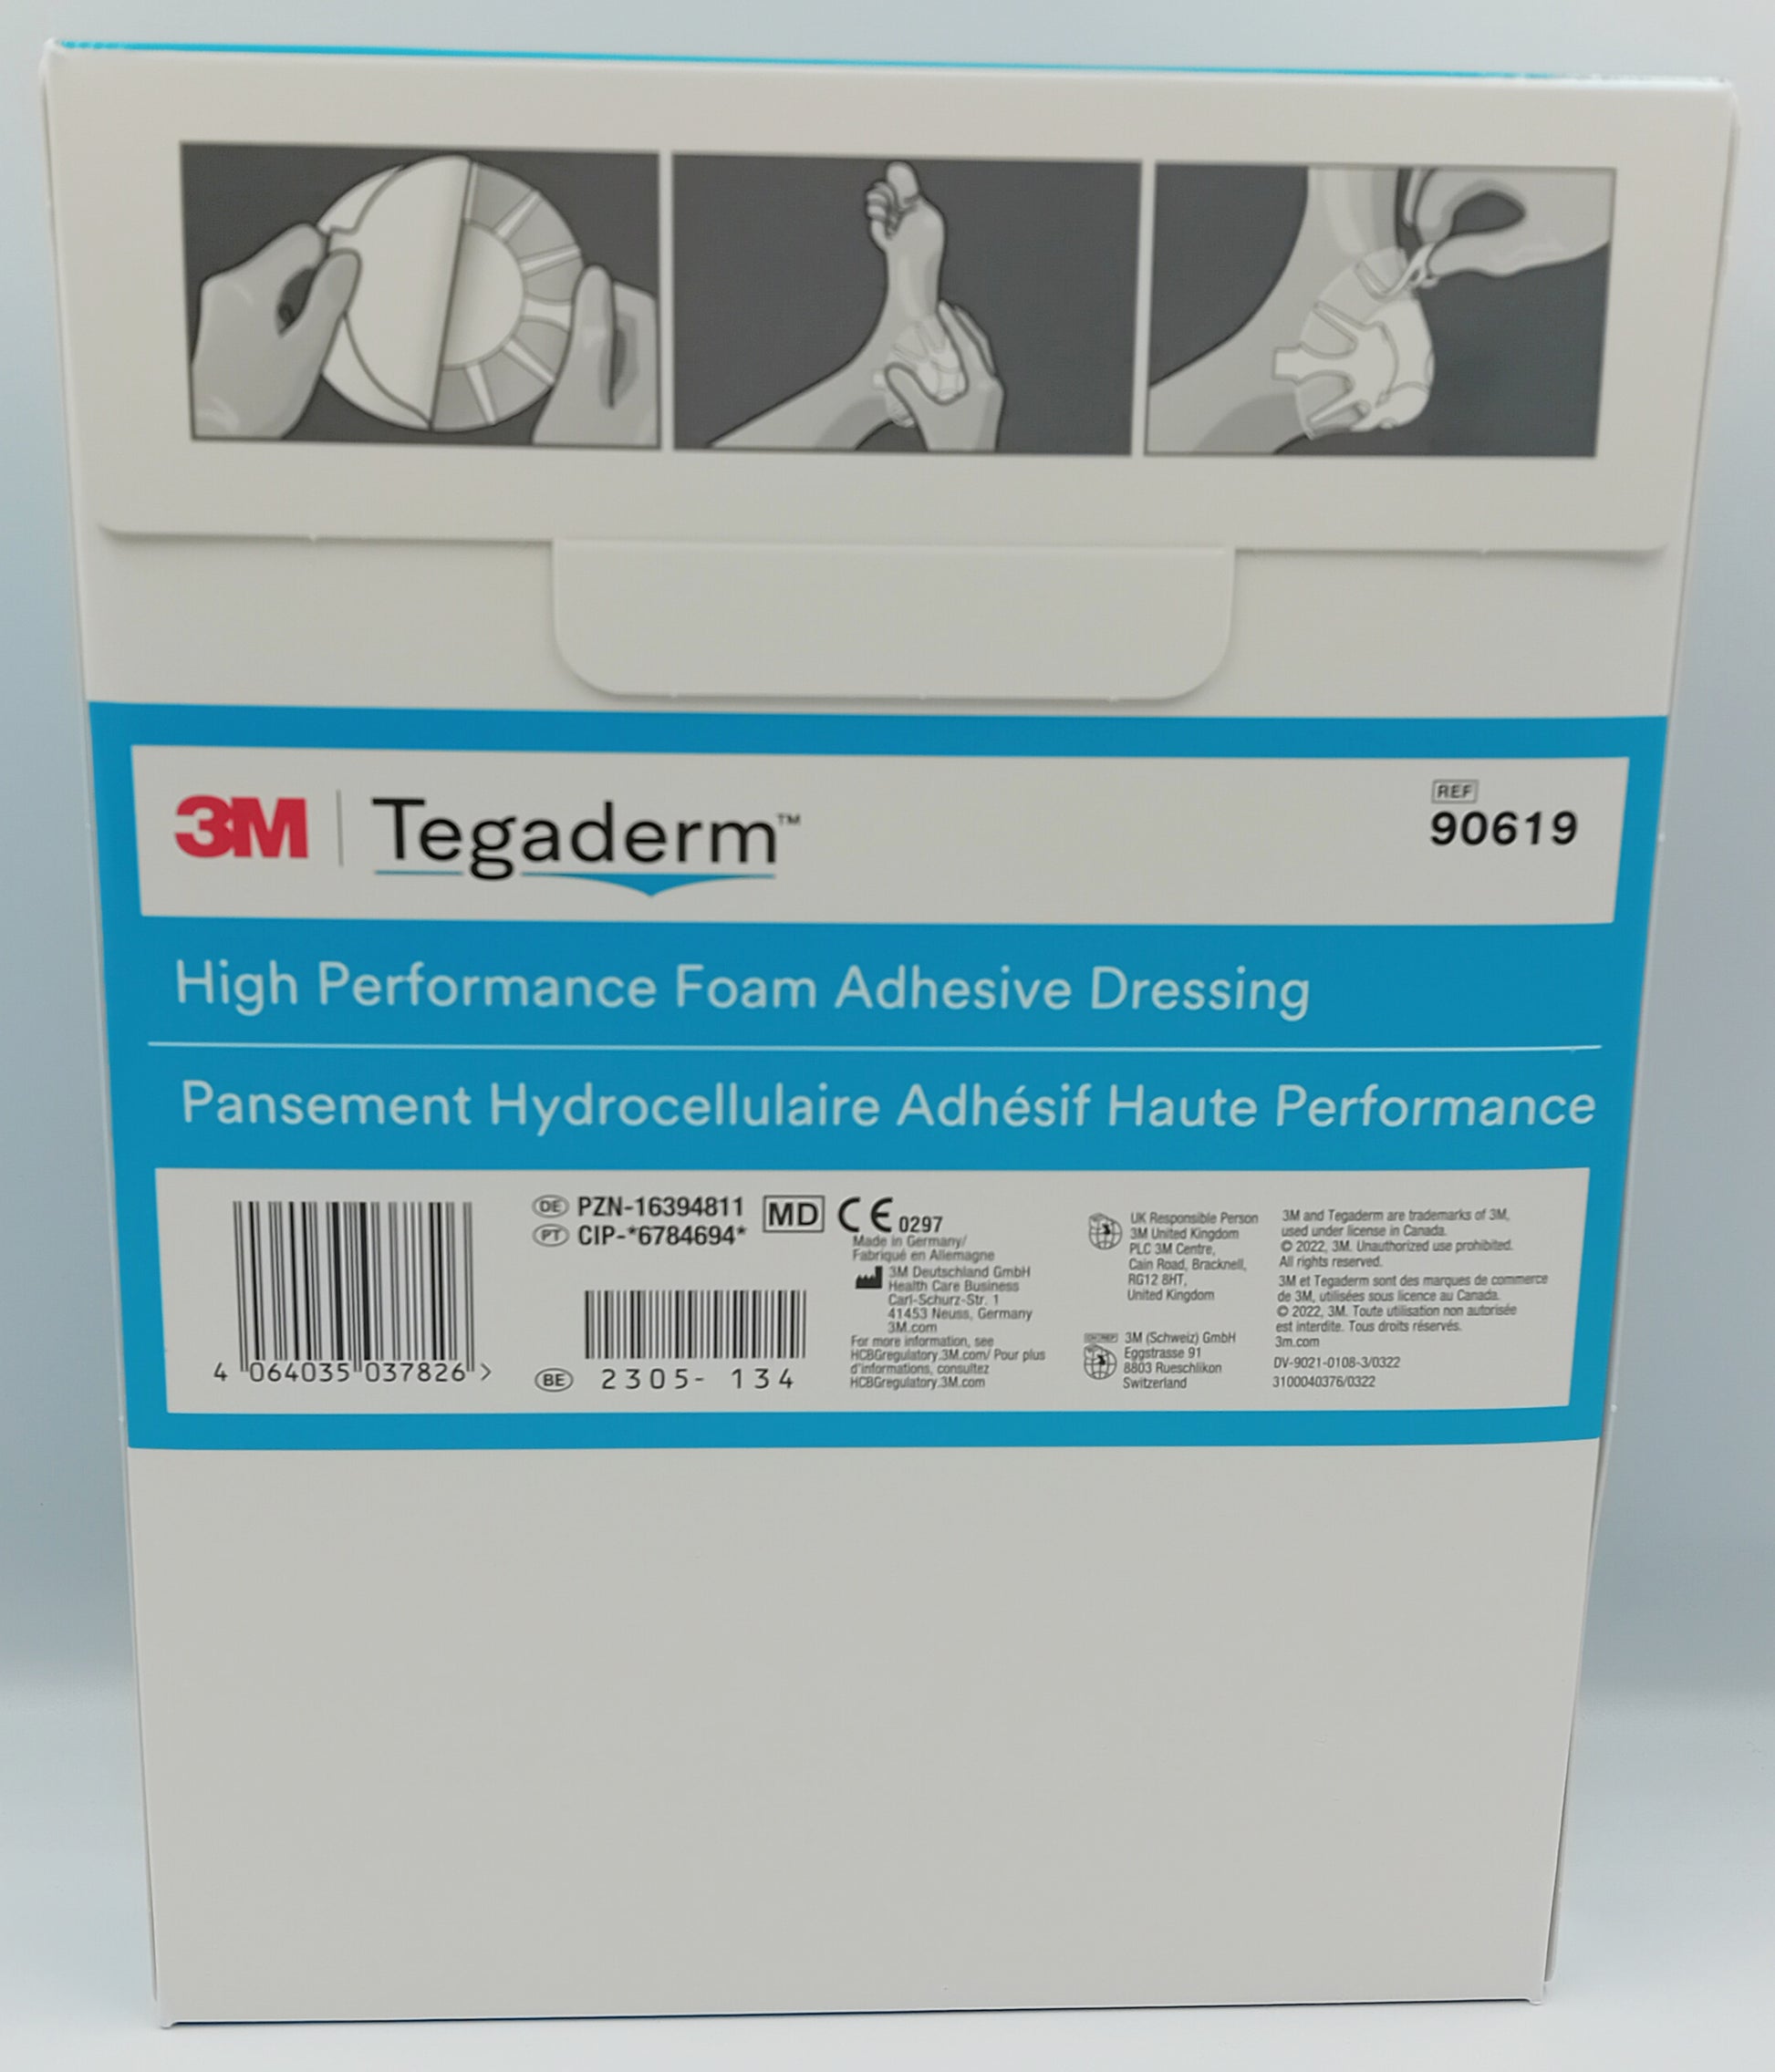 3M Tegaderm™
REF
90619
High Performance Foam Adhesive Dressing
Pansement Hydrocellulaire Adhésif Haute Performance
4 064035 037826 >
DE PZN-16394811
PT CIP-*6784694*
BE 2305- 134
MD CE 0297
Made in Germany/
Fabriqué en Allemagne
3M Deutschland GmbH
Health Care Business
Carl-Schurz-Str. 1
41453 Neuss, Germany
3M.com
For more information, see
HCBGregulatory.3M.com/ Pour plus
d'informations, consultez
HCBGregulatory.3M.com
UK Responsible Person
3M United Kingdom
PLC 3M Centre,
Cain Road, Bracknell,
RG12 8HT,
United Kingdom
3M (Schweiz) GmbH
Eggstrasse 91
8803 Rueschlikon
Switzerland
3M and Tegaderm are trademarks of 3M,
used under license in Canada.
© 2022, 3M. Unauthorized use prohibited.
All rights reserved.
3M et Tegaderm sont des marques de commerce
de 3M, utilisées sous licence au Canada.
© 2022, 3M. Toute utilisation non autorisée
est interdite. Tous droits réservés.
3m.com
DV-9021-0108-3/0322
3100040376/0322